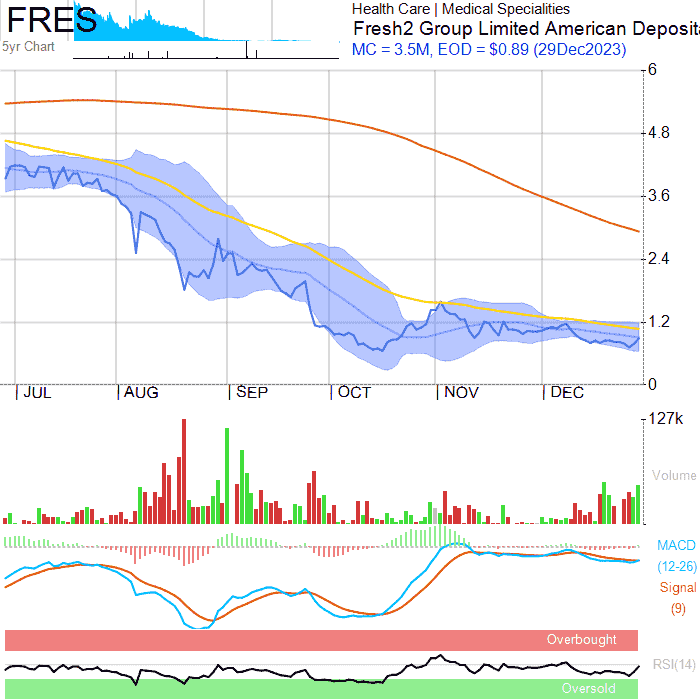 FRES
5yr Chart
Health Care | Medical Specialities
Fresh2 Group Limited American Deposit
MC = 3.5M, EOD = $0.89 (29Dec2023)
6
4.8
3.6
2.4
1.2
0
JUL AUG SEP OCT NOV DEC
127k
Volume
MACD
(12-26)
Signal
(9)
Overbought
RSI(14)
Oversold